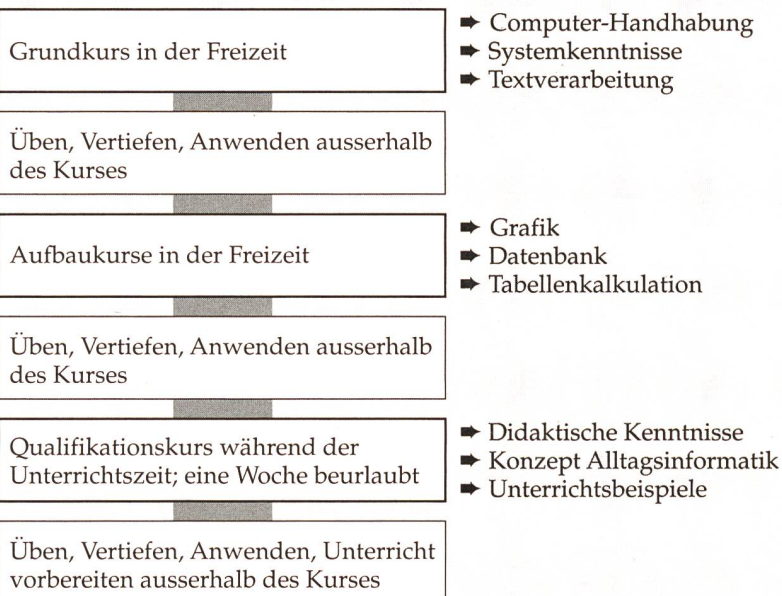 Grundkurs in der Freizeit
➨ Computer-Handhabung
➨ Systemkenntnisse
➨ Textverarbeitung
Üben, Vertiefen, Anwenden ausserhalb
des Kurses
Aufbaukurse in der Freizeit
➨ Grafik
➨ Datenbank
➨ Tabellenkalkulation
Üben, Vertiefen, Anwenden ausserhalb
des Kurses
Qualifikationskurs während der
Unterrichtszeit; eine Woche beurlaubt
➨ Didaktische Kenntnisse
➨ Konzept Alltagsinformatik
➨ Unterrichtsbeispiele
Üben, Vertiefen, Anwenden, Unterricht
vorbereiten ausserhalb des Kurses